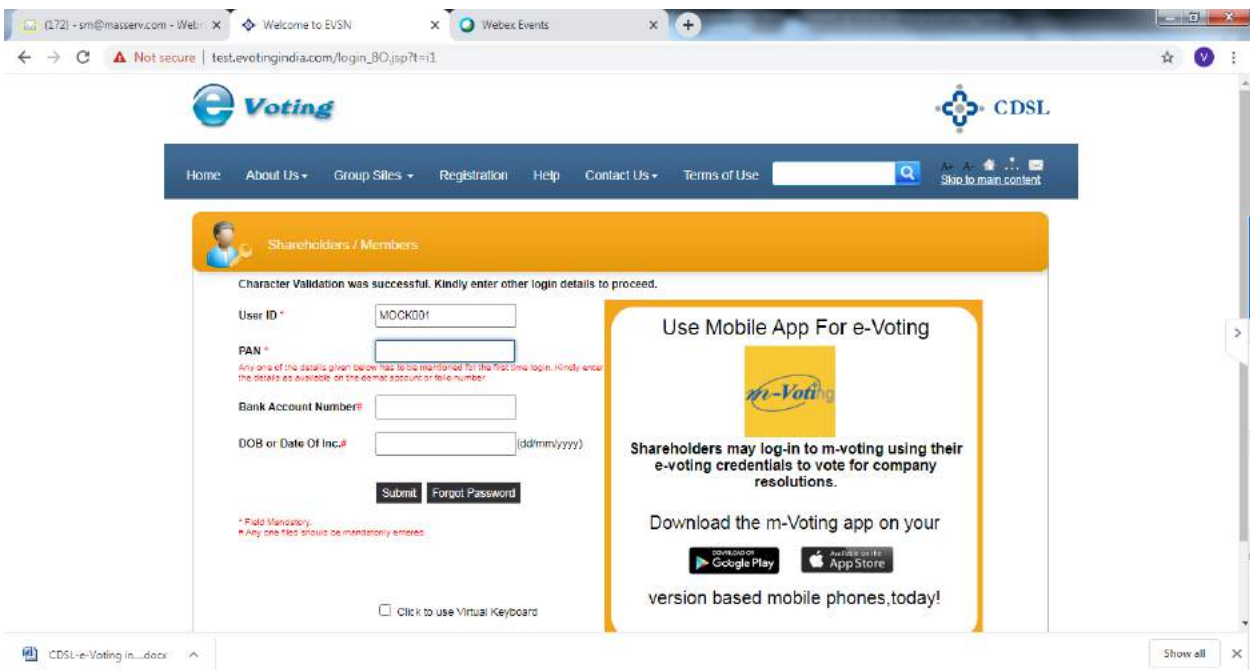 (172) - sm@masserv.com - Web
Welcome to EVSN
Webex Events
Not secure | test.evotingindia.com/login_BO.jsp?t=i1
V
e Voting
CDSL
Home About Us Group Sites Registration Help Contact Us Terms of Use
A+ A-
Skip to main content
Shareholders / Members
Character Validation was successful. Kindly enter other login details to proceed.
User ID * MOCK001
PAN *
Any one of the details given below has to be mentioned for the first time login. Kindly enter
the details as available on the demat account or folio number
Bank Account Number#
DOB or Date Of Inc.# (dd/mm/yyyy)
Submit Forgot Password
* Field Mandatory.
# Any one filed should be mandatorily entered.
Click to use Virtual Keyboard
Use Mobile App For e-Voting
m-Voting
Shareholders may log-in to m-voting using their
e-voting credentials to vote for company
resolutions.
Download the m-Voting app on your
DOWNLOAD ON
Google Play
Available on the
App Store
version based mobile phones,today!
CDSL-e-Voting in....docx
Show all